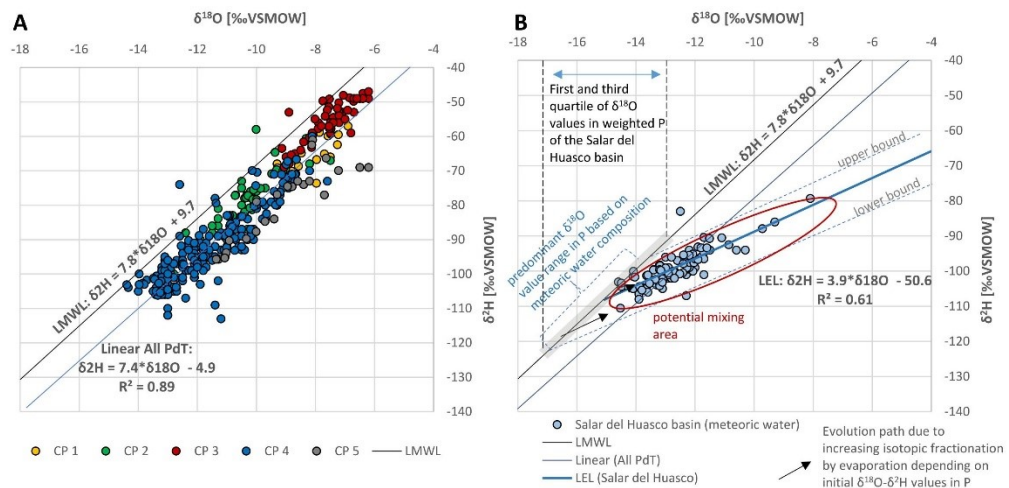 A
δ18O [‰VSMOW]
-18 -16 -14 -12 -10 -8 -6 -4
-40
-50
-60
-70
-80
-90
-100
-110
-120
-130
-140
δ2H [‰VSMOW]
LMWL: δ2H = 7.8*δ18O + 9.7
Linear All PdT:
δ2H = 7.4*δ18O - 4.9
R² = 0.89
CP 1 CP 2 CP 3 CP 4 CP 5 LMWL
B
δ18O [‰VSMOW]
-18 -16 -14 -12 -10 -8 -6 -4
-40
-50
-60
-70
-80
-90
-100
-110
-120
-130
-140
δ2H [‰VSMOW]
First and third
quartile of δ18O
values in weighted P
of the Salar del
Huasco basin
LMWL: δ2H = 7.8*δ18O + 9.7
upper bound
lower bound
predominant δ18O
value range in P based on
meteoric water composition
LEL: δ2H = 3.9*δ18O - 50.6
R² = 0.61
potential mixing
area
Salar del Huasco basin (meteoric water)
LMWL
Linear (All PdT)
LEL (Salar del Huasco)
Evolution path due to
increasing isotopic fractionation
by evaporation depending on
initial δ18O-δ2H values in P